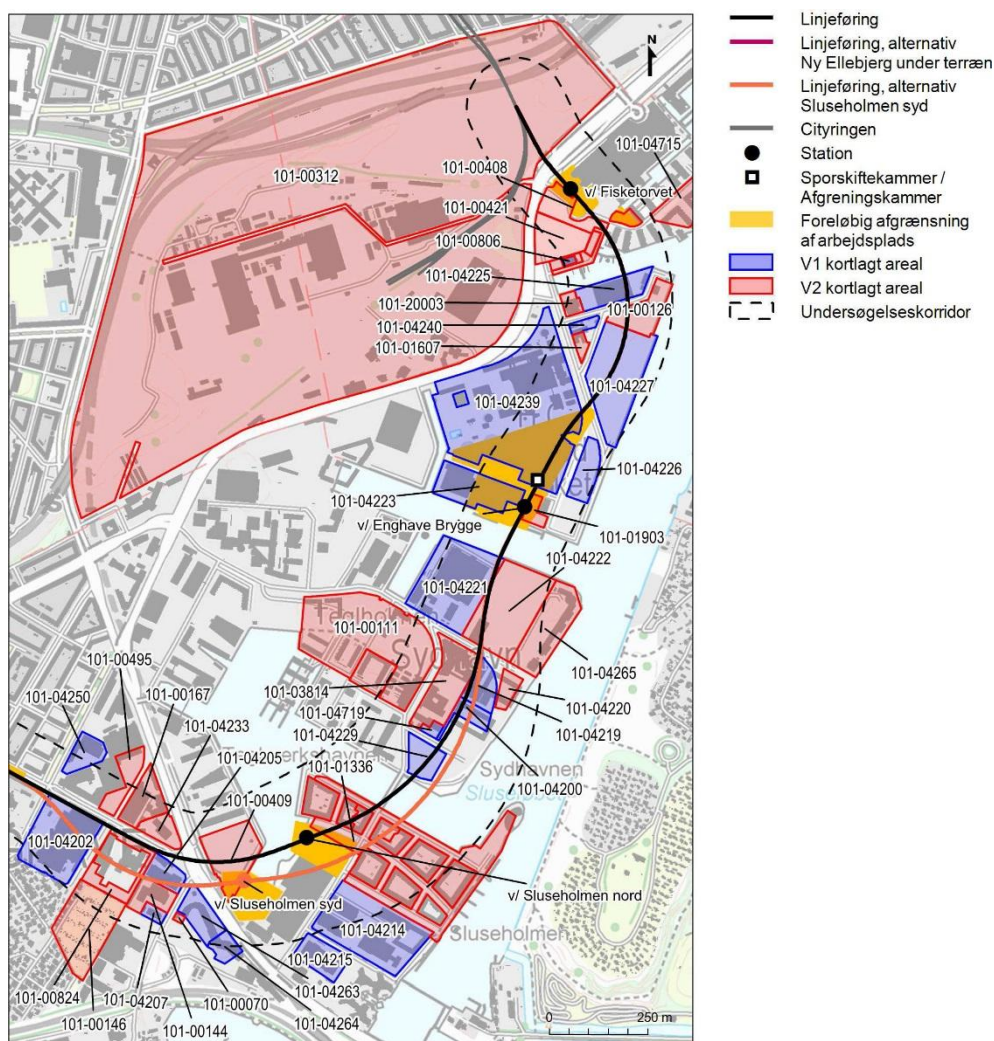 Linjeføring
Linjeføring, alternativ
Ny Ellebjerg under terræn
Linjeføring, alternativ
Sluseholmen syd
Cityringen
Station
Sporskiftekammer /
Afgreningskammer
Foreløbig afgrænsning
af arbejdsplads
V1 kortlagt areal
V2 kortlagt areal
Undersøgelseskorridor
N
S
101-04715
101-00408
v/ Fisketorvet
101-00312
101-00421
101-00806
101-04225
101-20003
101-00126
101-04240
101-01607
101-04227
101-04239
101-04226
101-04223
v/ Enghave Brygge
101-01903
101-04222
101-04221
Teglholmen
101-00111
Sydhavn
101-00495
101-03814
101-04265
101-04250
101-00167
101-04719
101-04220
101-04233
101-04229
101-04219
101-04205
101-01336
Sydhavnen
101-00409
101-04200
101-04202
v/ Sluseholmen syd
v/ Sluseholmen nord
101-04214
Sluseholmen
101-04215
101-00824
101-04207
101-00070
101-04263
101-00146
101-00144
101-04264
0
250 m